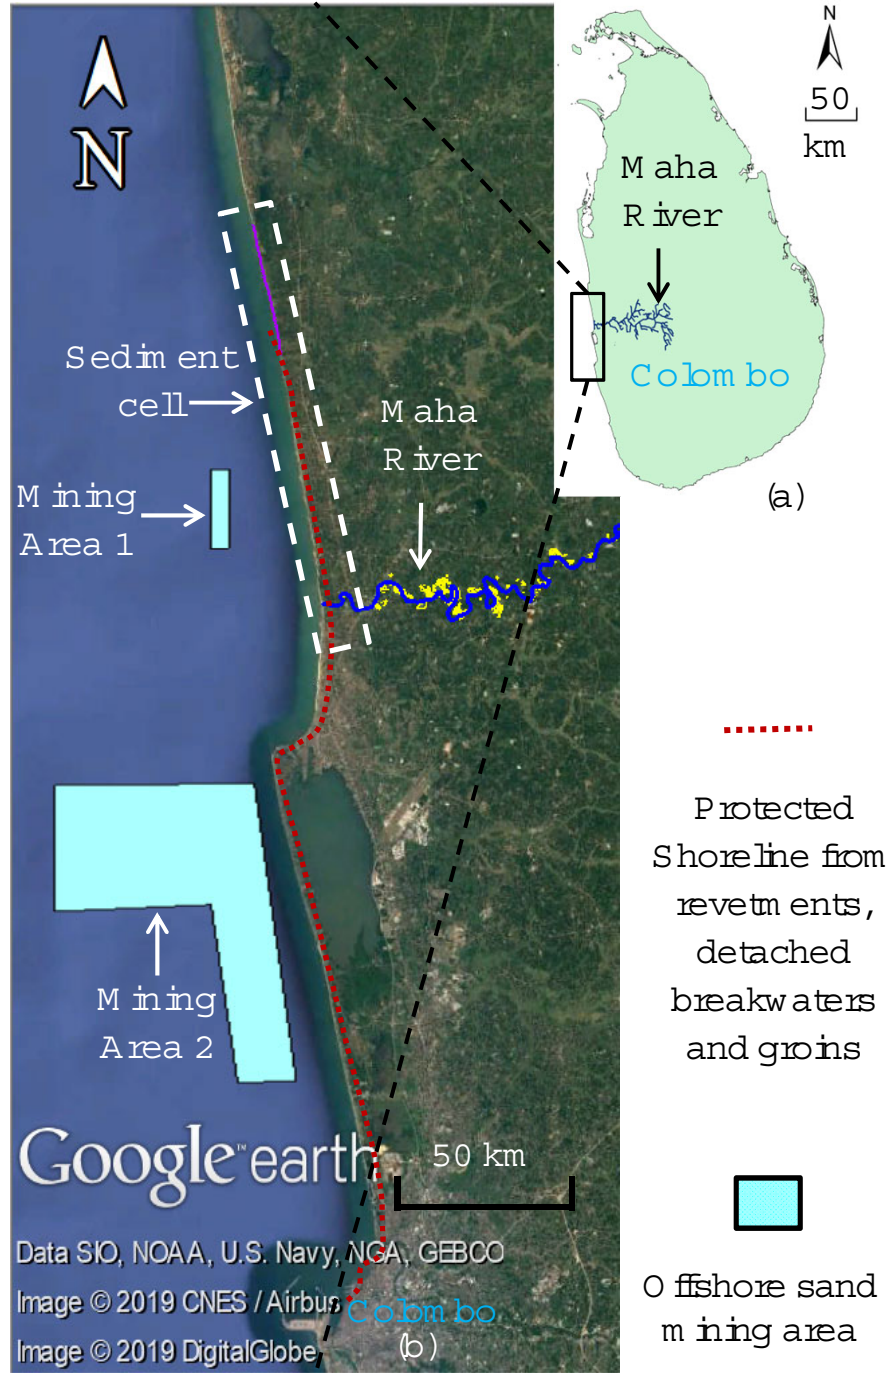 N
Sediment
cell
Mining
Area 1
Maha
River
Mining
Area 2
Google earth
50 km
Data SIO, NOAA, U.S. Navy, NGA, GEBCO
Image © 2019 CNES / Airbus
Image © 2019 DigitalGlobe
Colombo
(b)
N
50
km
Maha
River
Colombo
(a)
Protected
Shoreline from
revetments,
detached
breakwaters
and groins
Offshore sand
mining area